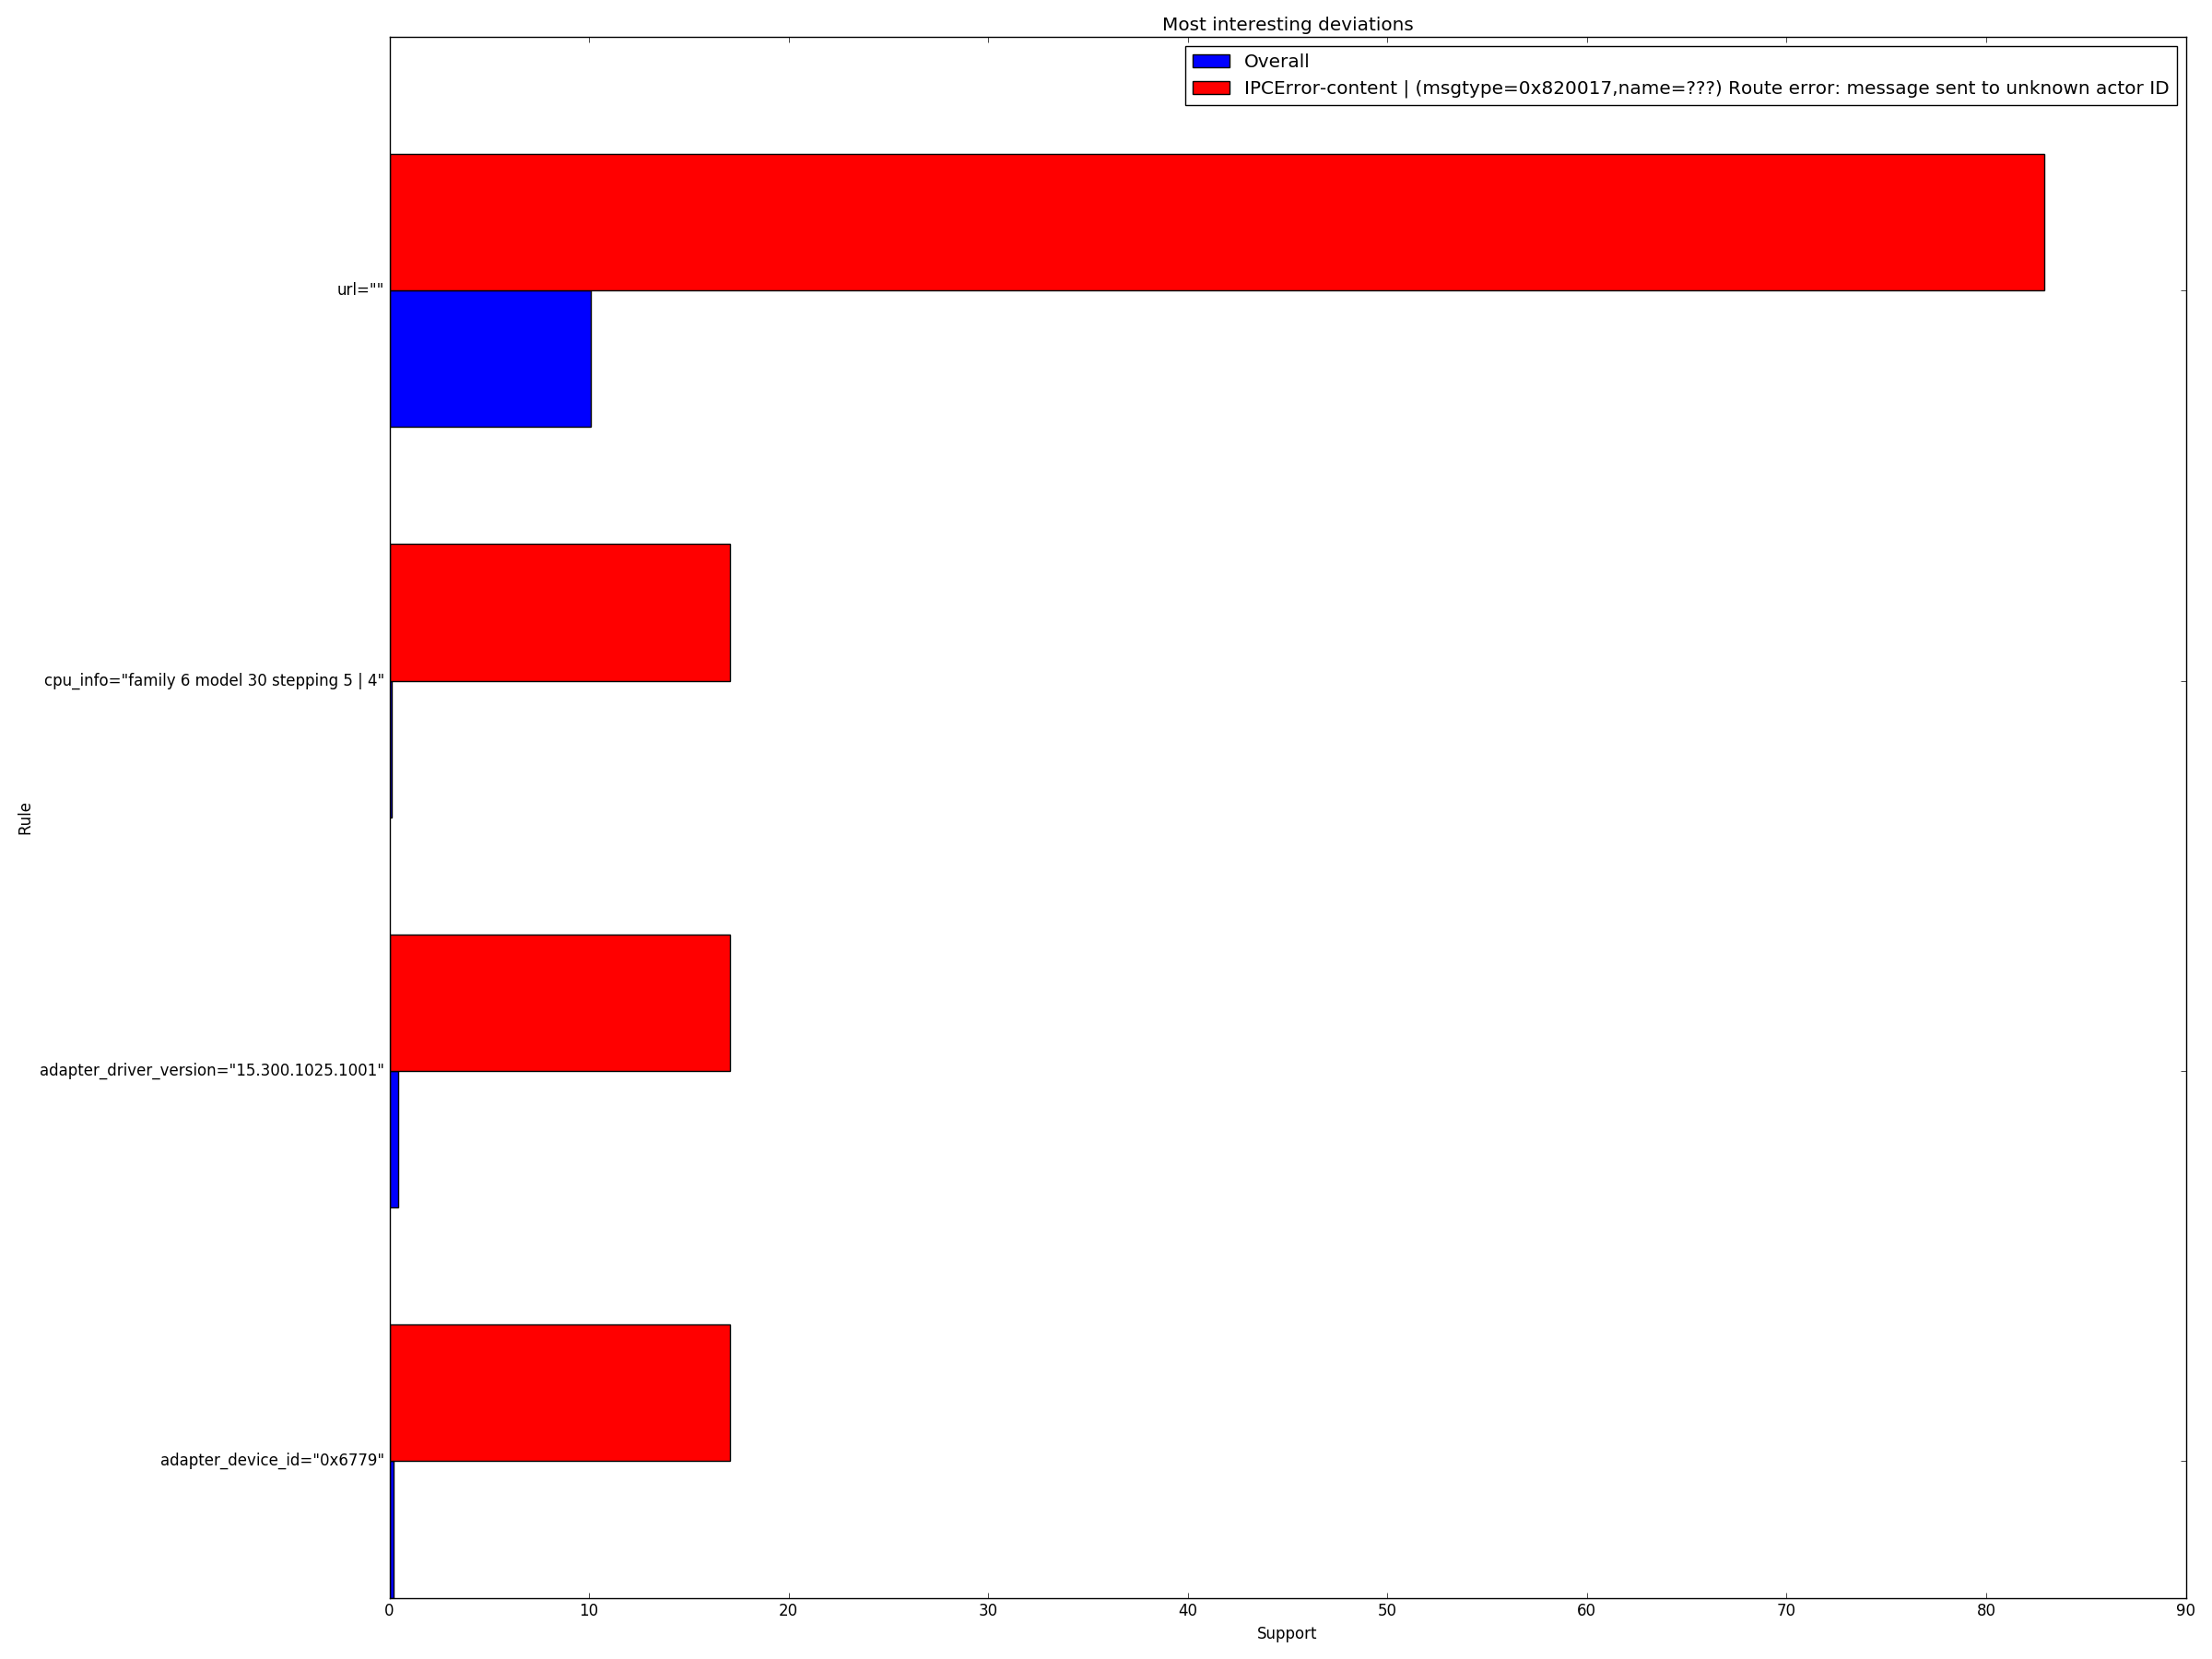 Most interesting deviations
Overall
IPCError-content | (msgtype=0x820017,name=???) Route error: message sent to unknown actor ID
url=""
cpu_info="family 6 model 30 stepping 5 | 4"
Rule
adapter_driver_version="15.300.1025.1001"
adapter_device_id="0x6779"
0 10 20 30 40 50 60 70 80 90
Support